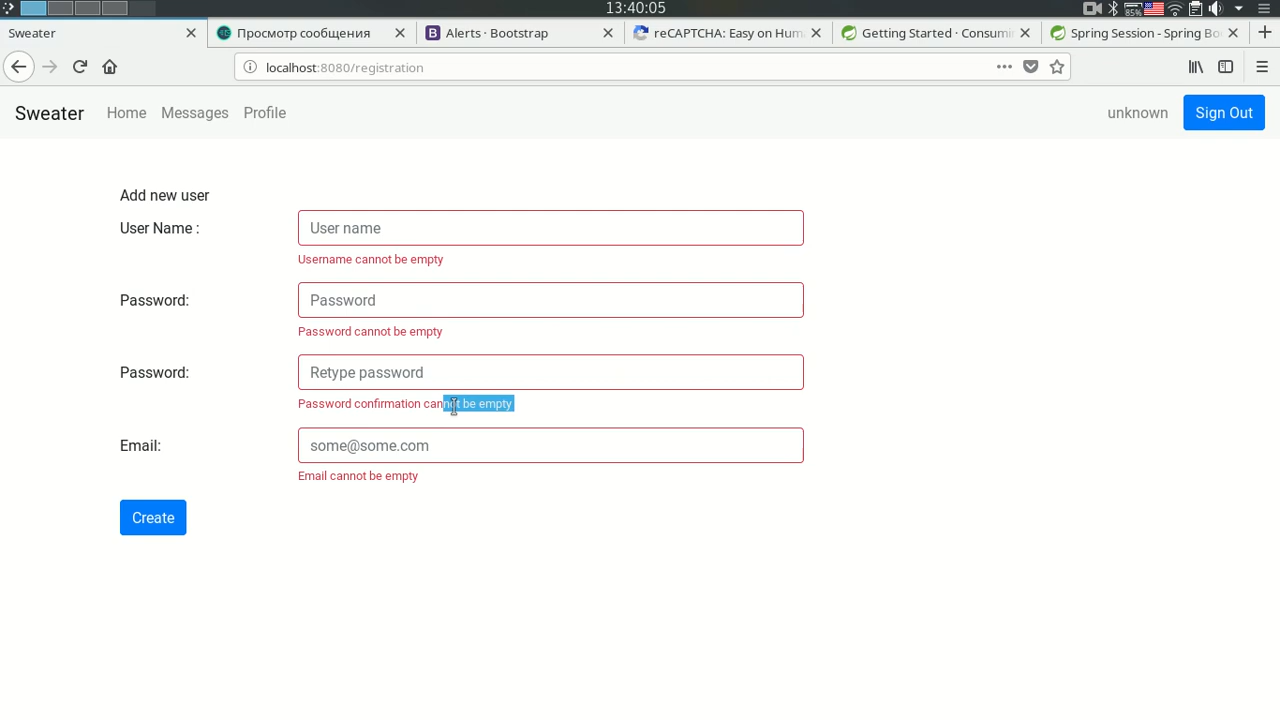 13:40:05
85%
Sweater
Просмотр сообщения
Alerts · Bootstrap
reCAPTCHA: Easy on Hum
Getting Started · Consumin
Spring Session - Spring Bo
localhost:8080/registration
Sweater Home Messages Profile unknown Sign Out
Add new user
User Name : User name
Username cannot be empty
Password: Password
Password cannot be empty
Password: Retype password
Password confirmation cannot be empty
Email: some@some.com
Email cannot be empty
Create